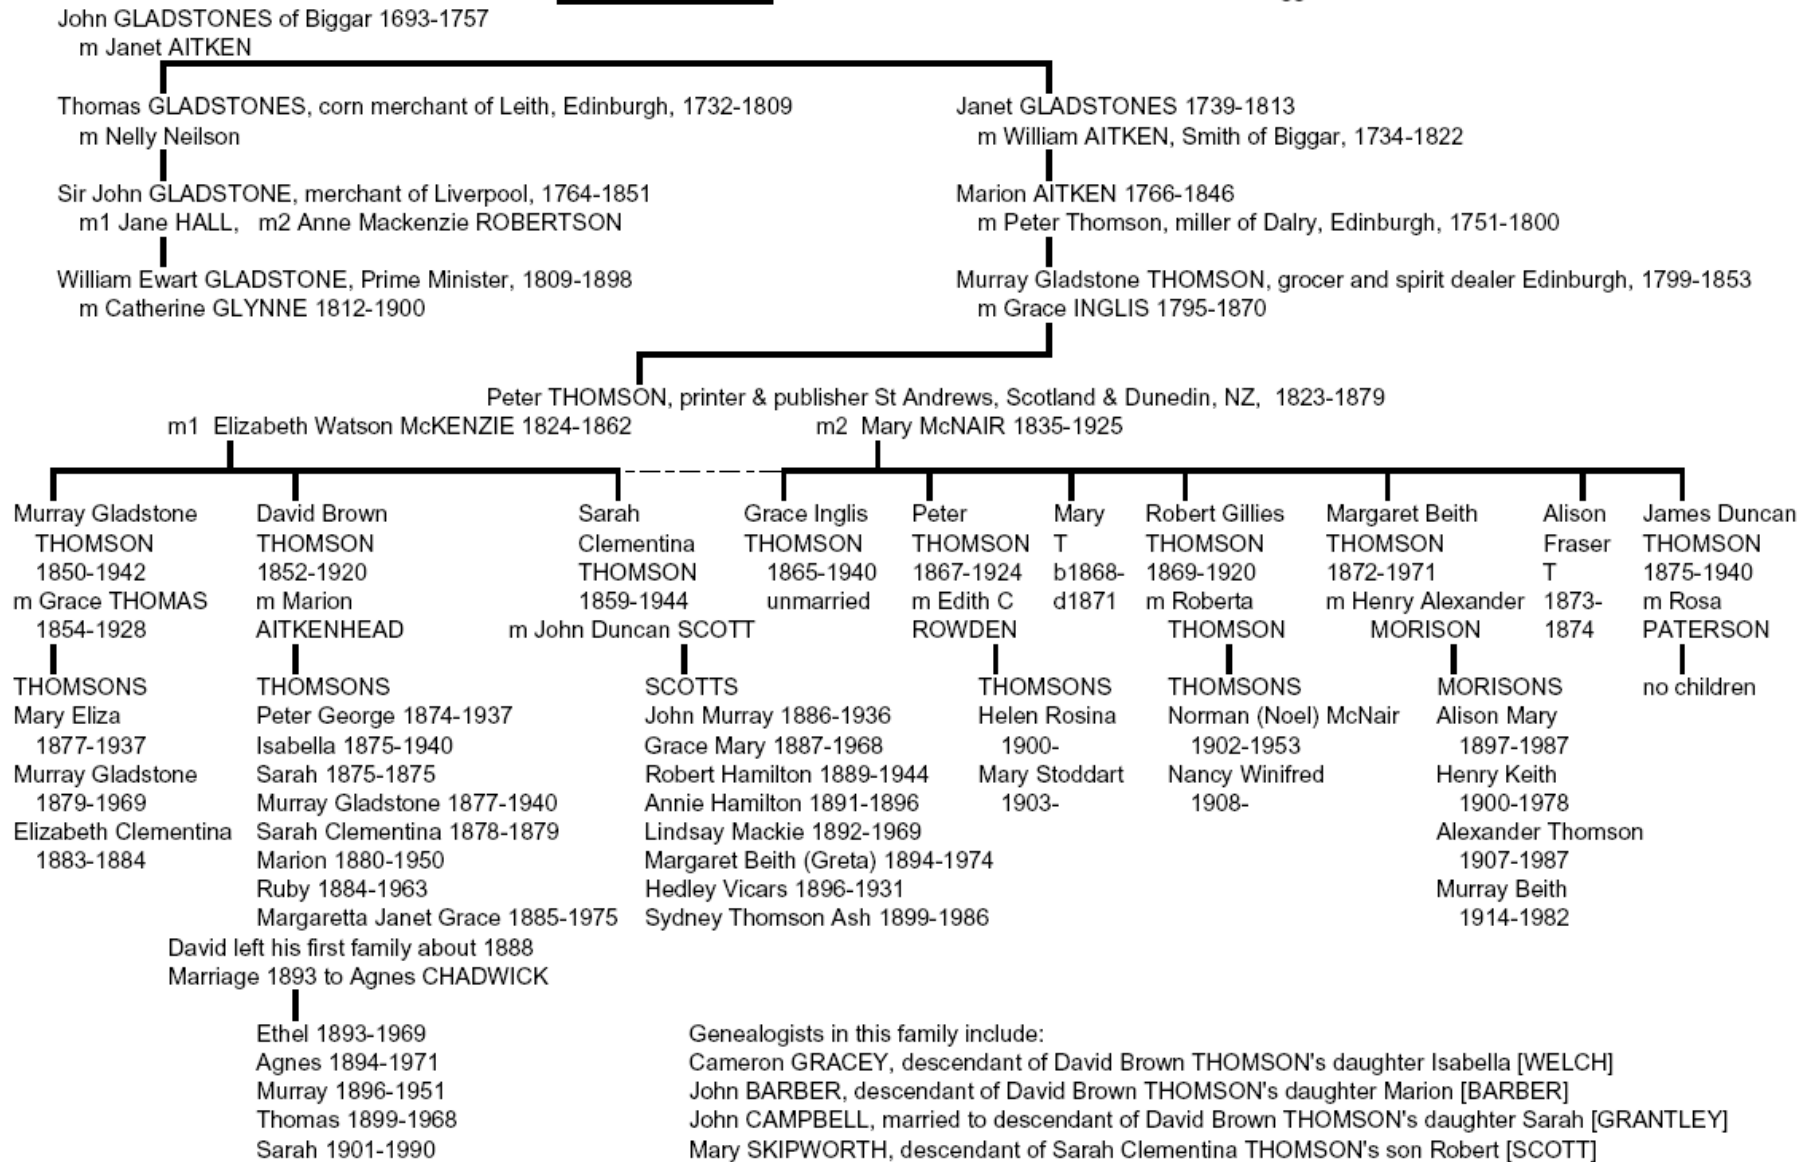 John GLADSTONES of Biggar 1693-1757
m Janet AITKEN
Thomas GLADSTONES, corn merchant of Leith, Edinburgh, 1732-1809
m Nelly Neilson
Janet GLADSTONES 1739-1813
m William AITKEN, Smith of Biggar, 1734-1822
Sir John GLADSTONE, merchant of Liverpool, 1764-1851
m1 Jane HALL, m2 Anne Mackenzie ROBERTSON
Marion AITKEN 1766-1846
m Peter Thomson, miller of Dalry, Edinburgh, 1751-1800
William Ewart GLADSTONE, Prime Minister, 1809-1898
m Catherine GLYNNE 1812-1900
Murray Gladstone THOMSON, grocer and spirit dealer Edinburgh, 1799-1853
m Grace INGLIS 1795-1870
Peter THOMSON, printer & publisher St Andrews, Scotland & Dunedin, NZ, 1823-1879
m1 Elizabeth Watson McKENZIE 1824-1862
m2 Mary McNAIR 1835-1925
Murray Gladstone
THOMSON
1850-1942
m Grace THOMAS
1854-1928
THOMSONS
Mary Eliza
1877-1937
Murray Gladstone
1879-1969
Elizabeth Clementina
1883-1884
David Brown
THOMSON
1852-1920
m Marion
AITKENHEAD
THOMSONS
Peter George 1874-1937
Isabella 1875-1940
Sarah 1875-1875
Murray Gladstone 1877-1940
Sarah Clementina 1878-1879
Marion 1880-1950
Ruby 1884-1963
Margaretta Janet Grace 1885-1975
David left his first family about 1888
Marriage 1893 to Agnes CHADWICK
Ethel 1893-1969
Agnes 1894-1971
Murray 1896-1951
Thomas 1899-1968
Sarah 1901-1990
Sarah
Clementina
THOMSON
1859-1944
m John Duncan SCOTT
SCOTTS
John Murray 1886-1936
Grace Mary 1887-1968
Robert Hamilton 1889-1944
Annie Hamilton 1891-1896
Lindsay Mackie 1892-1969
Margaret Beith (Greta) 1894-1974
Hedley Vicars 1896-1931
Sydney Thomson Ash 1899-1986
Grace Inglis
THOMSON
1865-1940
unmarried
Peter
THOMSON
1867-1924
m Edith C
ROWDEN
THOMSONS
Helen Rosina
1900-
Mary Stoddart
1903-
Mary
T
b1868-
d1871
Robert Gillies
THOMSON
1869-1920
m Roberta
THOMSON
THOMSONS
Norman (Noel) McNair
1902-1953
Nancy Winifred
1908-
Margaret Beith
THOMSON
1872-1971
m Henry Alexander
MORISON
MORISONS
Alison Mary
1897-1987
Henry Keith
1900-1978
Alexander Thomson
1907-1987
Murray Beith
1914-1982
Alison
Fraser
T
1873-
1874
James Duncan
THOMSON
1875-1940
m Rosa
PATERSON
no children
Genealogists in this family include:
Cameron GRACEY, descendant of David Brown THOMSON's daughter Isabella [WELCH]
John BARBER, descendant of David Brown THOMSON's daughter Marion [BARBER]
John CAMPBELL, married to descendant of David Brown THOMSON's daughter Sarah [GRANTLEY]
Mary SKIPWORTH, descendant of Sarah Clementina THOMSON's son Robert [SCOTT]